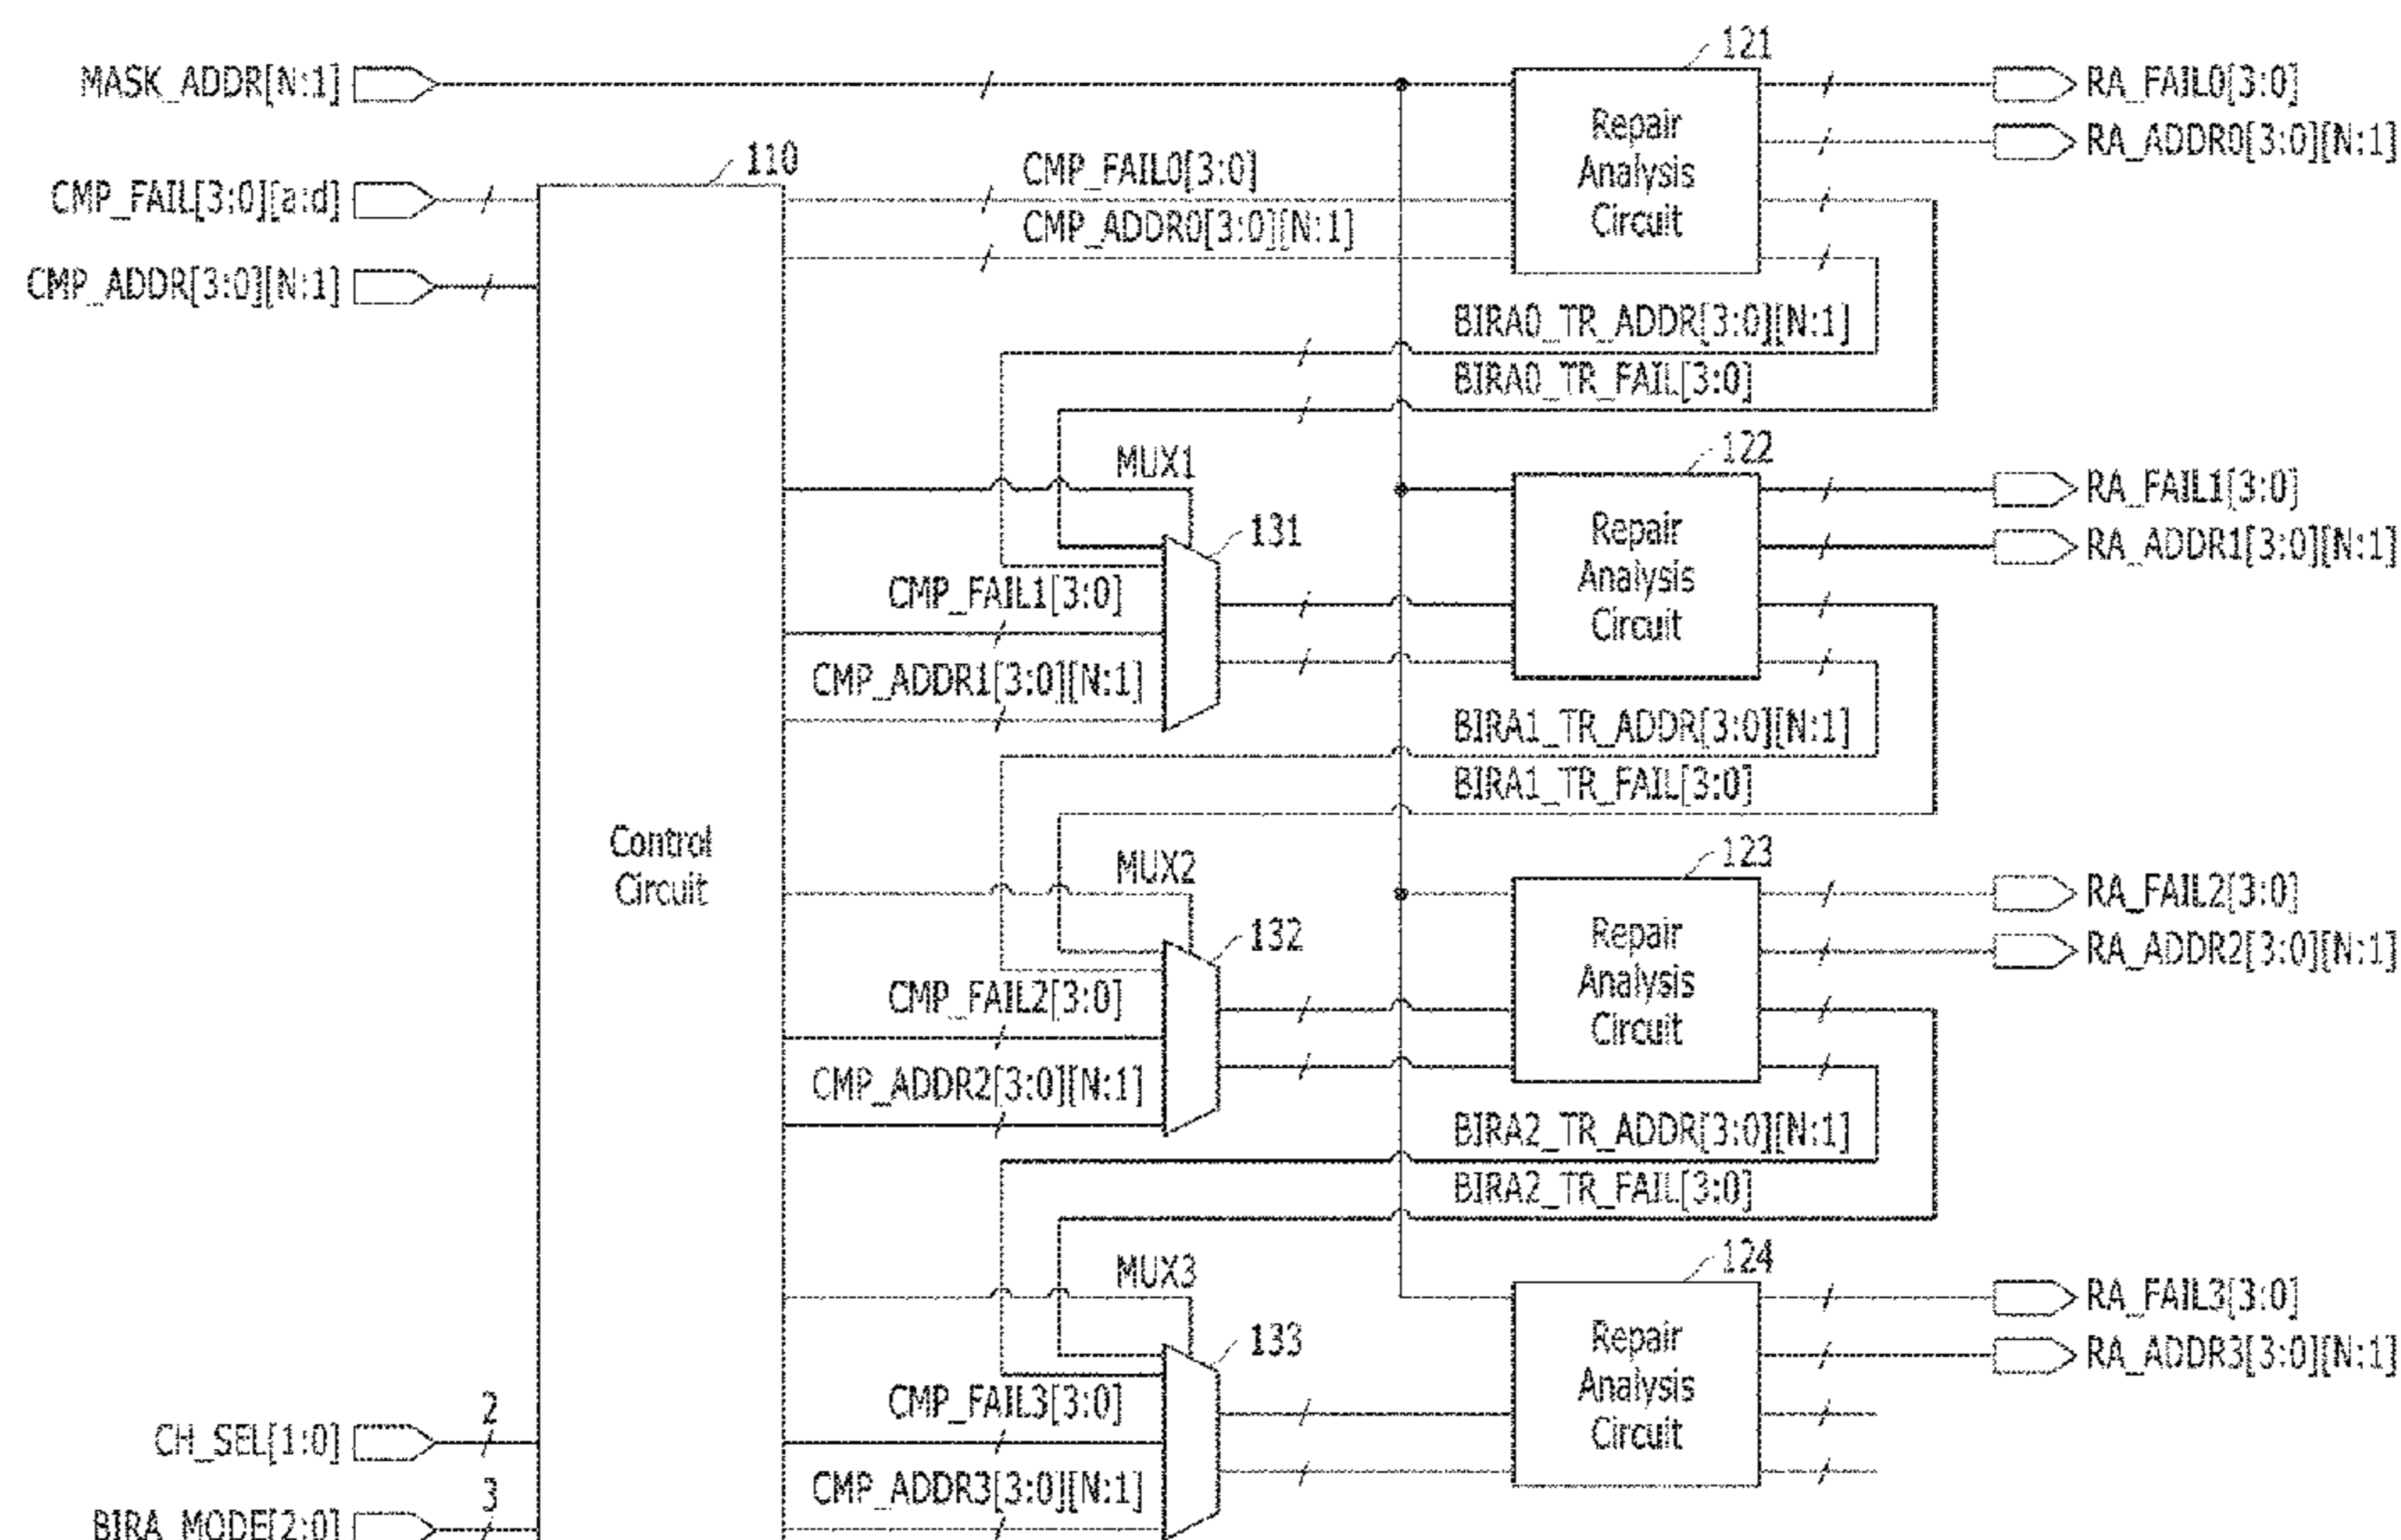 121
MASK_ADDR[N:1]
RA_FAIL0[3:0]
Repair
Analysis
Circuit
RA_ADDR0[3:0][N:1]
110
CMP_FAIL[3:0][a:d]
CMP_FAIL0[3:0]
CMP_ADDR0[3:0][N:1]
CMP_ADDR[3:0][N:1]
BIRA0_TR_ADDR[3:0][N:1]
BIRA0_TR_FAIL[3:0]
122
MUX1
RA_FAIL1[3:0]
Repair
Analysis
Circuit
131
RA_ADDR1[3:0][N:1]
CMP_FAIL1[3:0]
CMP_ADDR1[3:0][N:1]
BIRA1_TR_ADDR[3:0][N:1]
BIRA1_TR_FAIL[3:0]
Control
Circuit
123
MUX2
RA_FAIL2[3:0]
Repair
Analysis
Circuit
132
RA_ADDR2[3:0][N:1]
CMP_FAIL2[3:0]
CMP_ADDR2[3:0][N:1]
BIRA2_TR_ADDR[3:0][N:1]
BIRA2_TR_FAIL[3:0]
124
MUX3
RA_FAIL3[3:0]
Repair
Analysis
Circuit
133
RA_ADDR3[3:0][N:1]
CMP_FAIL3[3:0]
2
CH_SEL[1:0]
CMP_ADDR3[3:0][N:1]
3
BIRA_MODE[2:0]